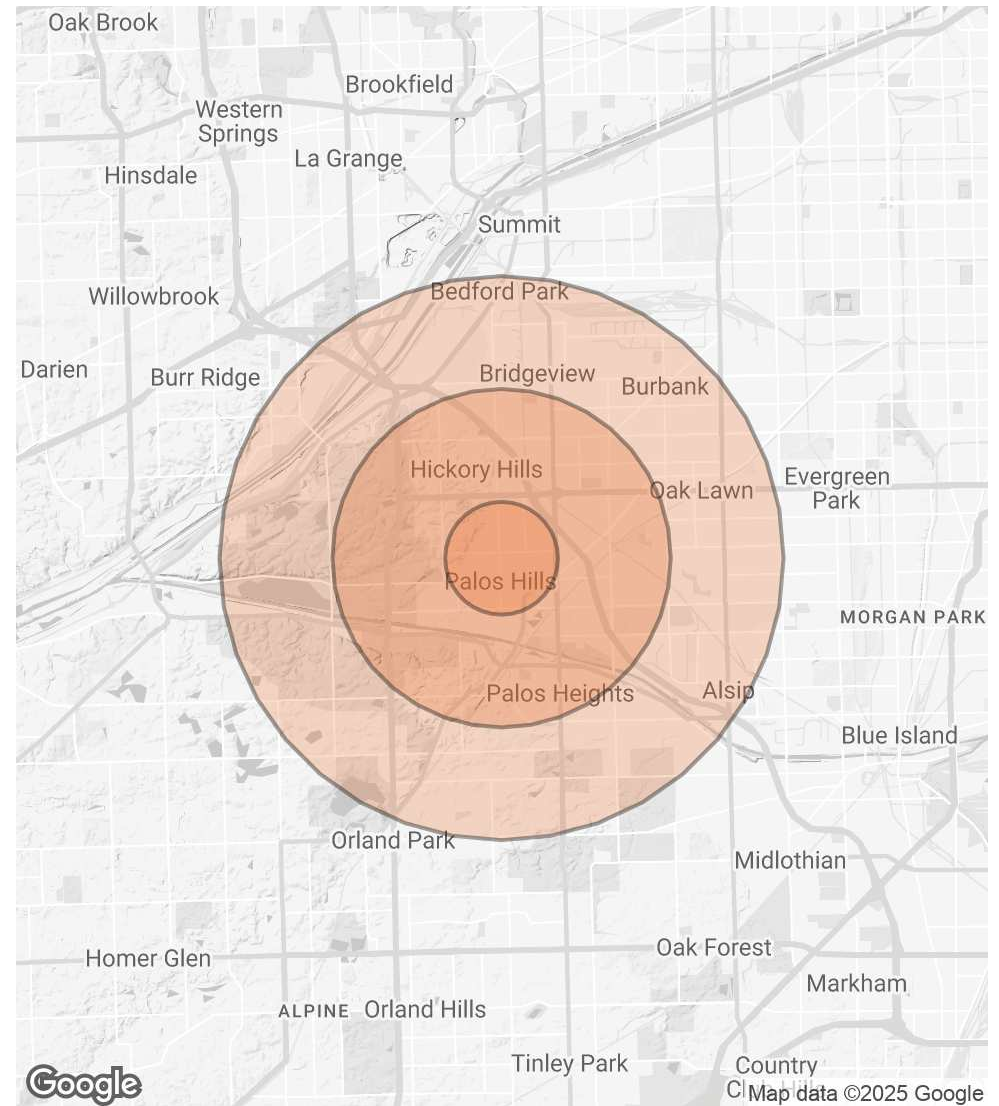 Oak Brook
Brookfield
Western
Springs
La Grange
Hinsdale
Summit
Bedford Park
Willowbrook
Darien
Burr Ridge
Bridgeview
Burbank
Hickory Hills
Evergreen
Park
Oak Lawn
Palos Hills
MORGAN PARK
Palos Heights
Alsip
Blue Island
Orland Park
Midlothian
Oak Forest
Homer Glen
Markham
ALPINE
Orland Hills
Tinley Park
Country
Club Hills
Google
Map data ©2025 Google